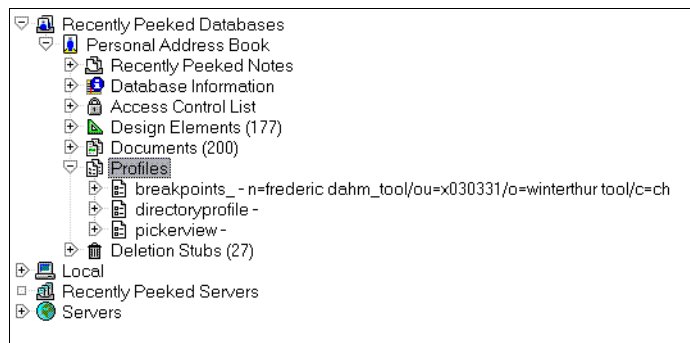 Recently Peeked Databases
Personal Address Book
Recently Peeked Notes
Database Information
Access Control List
Design Elements (177)
Documents (200)
Profiles
breakpoints_ - n=frederic dahm_tool/ou=x030331/o=winterthur tool/c=ch
directoryprofile -
pickerview -
Deletion Stubs (27)
Local
Recently Peeked Servers
Servers